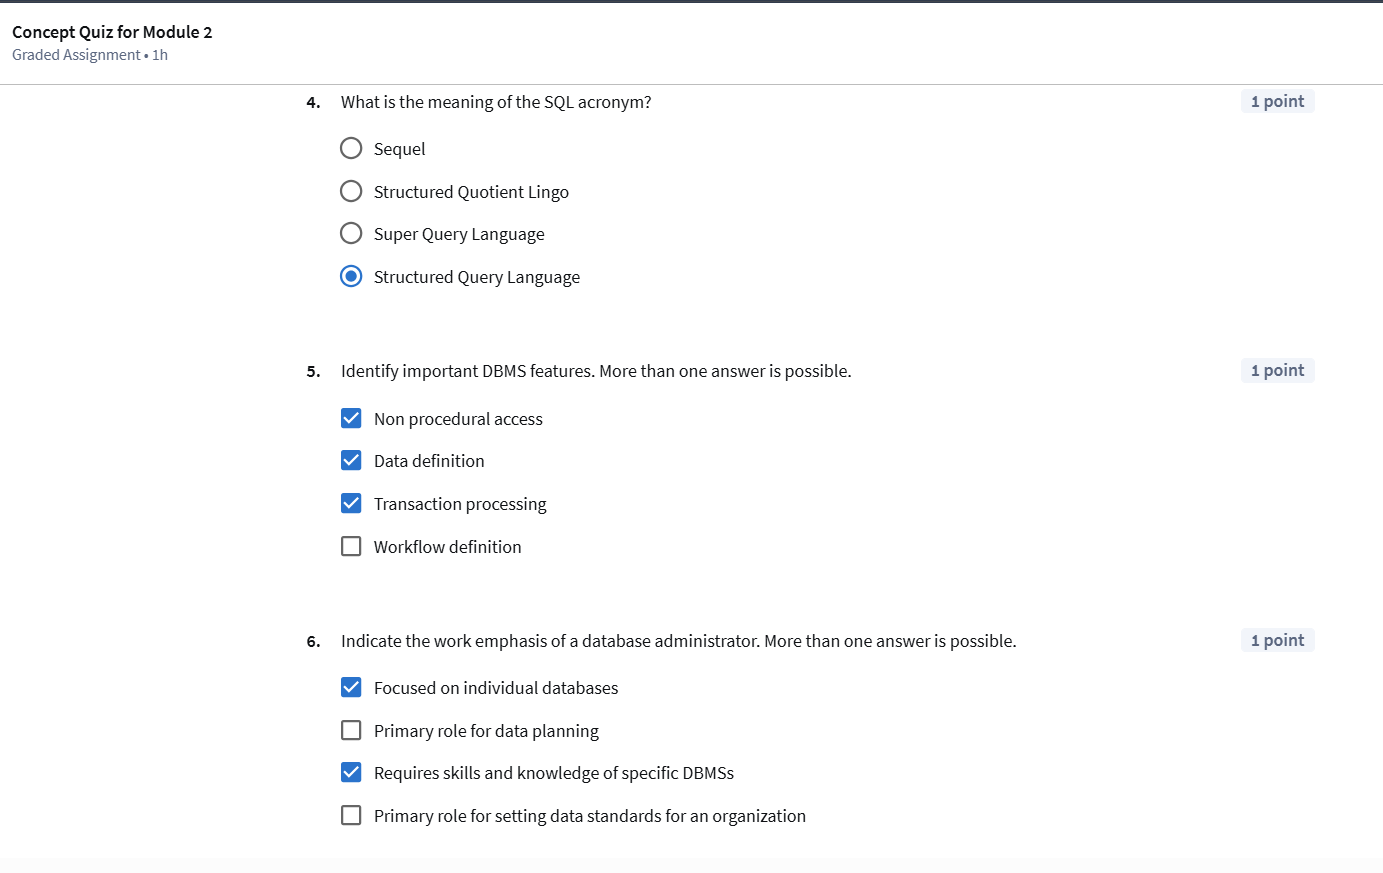 Concept Quiz for Module 2
Graded Assignment • 1h
4. What is the meaning of the SQL acronym? 1 point
Sequel
Structured Quotient Lingo
Super Query Language
Structured Query Language
5. Identify important DBMS features. More than one answer is possible. 1 point
Non procedural access
Data definition
Transaction processing
Workflow definition
6. Indicate the work emphasis of a database administrator. More than one answer is possible. 1 point
Focused on individual databases
Primary role for data planning
Requires skills and knowledge of specific DBMSs
Primary role for setting data standards for an organization